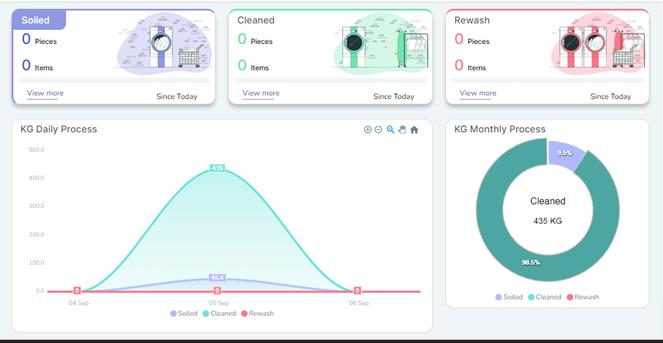 Soiled
0 Pieces
0 Items
View more
Since Today
Cleaned
0 Pieces
0 Items
View more
Since Today
Rewash
0 Pieces
0 Items
View more
Since Today
KG Daily Process
500.0
400.0
300.0
200.0
100.0
0.0
435
45.4
0
0
0
04 Sep
05 Sep
06 Sep
Soiled Cleaned Rewash
KG Monthly Process
9.5%
Cleaned
435 KG
90.5%
Soiled Cleaned Rewash